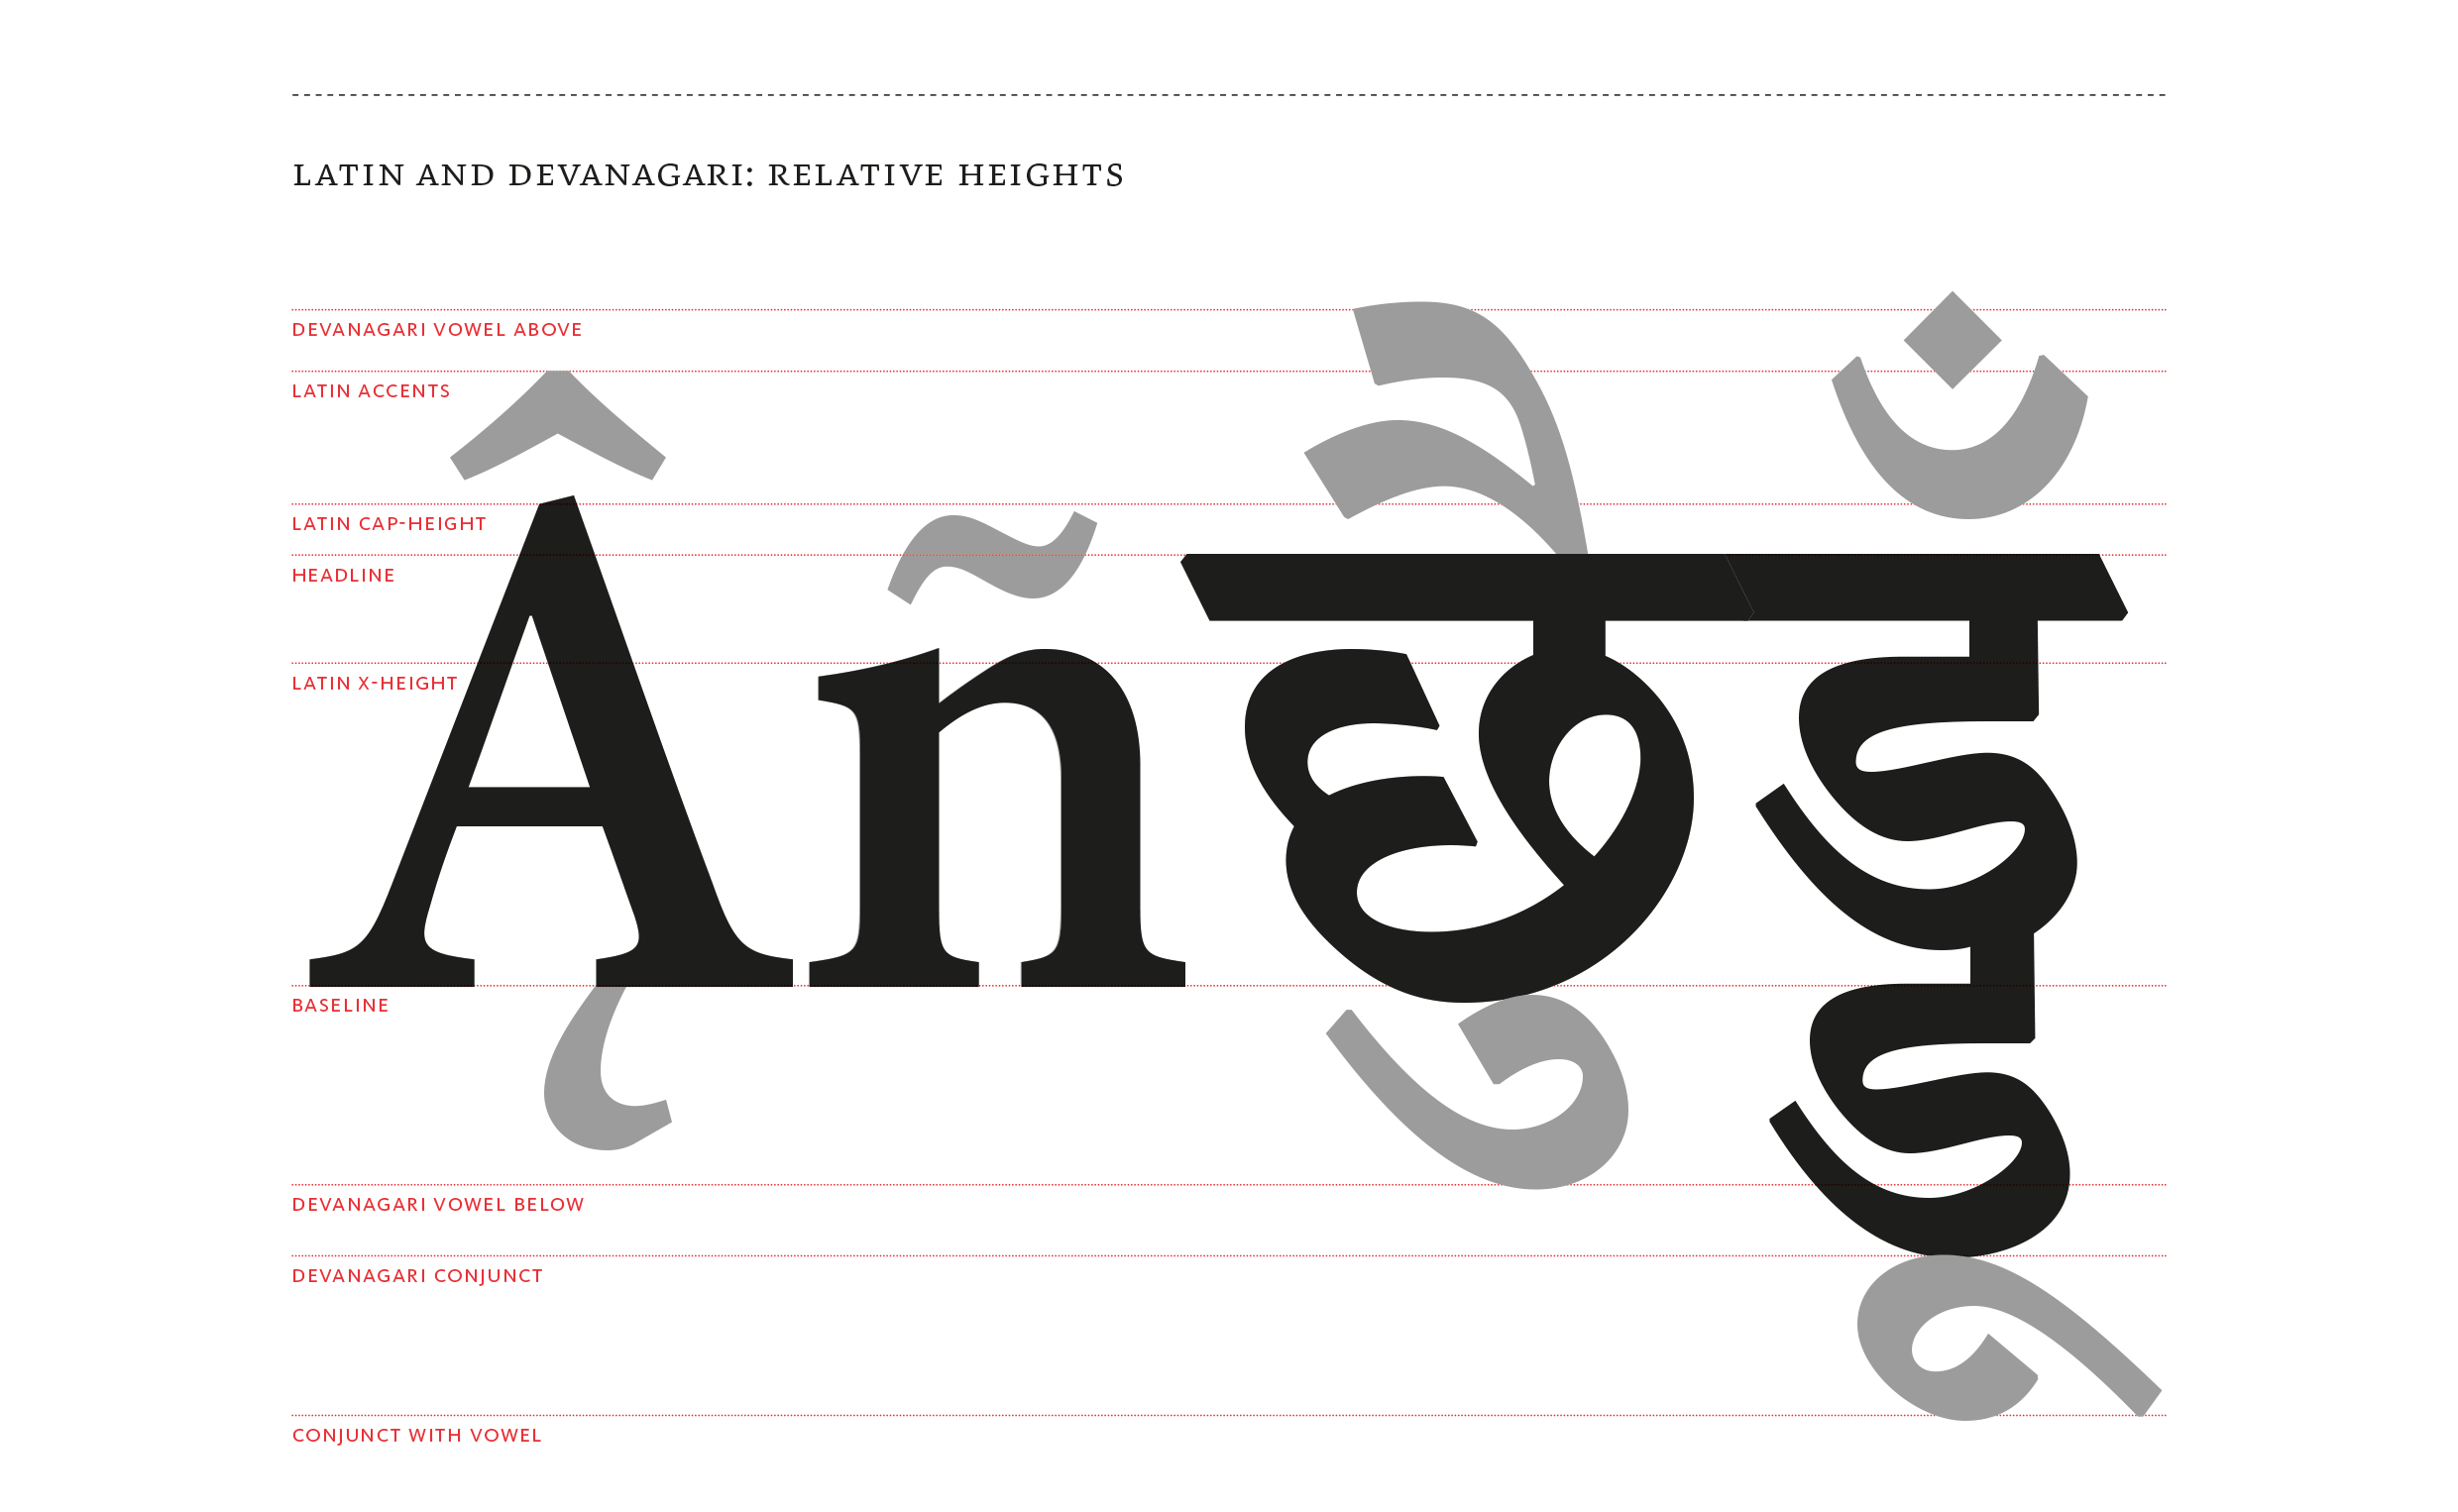 LATIN AND DEVANAGARI: RELATIVE HEIGHTS
DEVANAGARI VOWEL ABOVE
LATIN ACCENTS
LATIN CAP-HEIGHT
HEADLINE
LATIN X-HEIGHT
Ą̂ñछुैड्डूँ
BASELINE
DEVANAGARI VOWEL BELOW
DEVANAGARI CONJUNCT
CONJUNCT WITH VOWEL